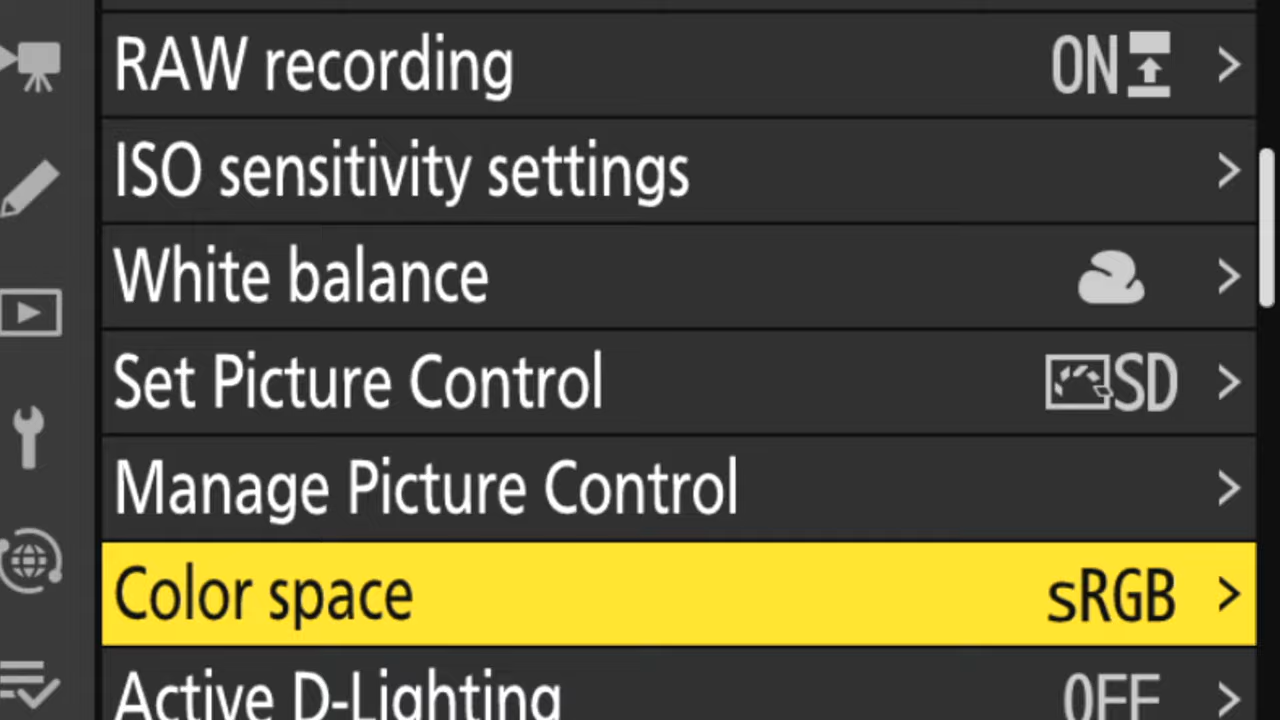 RAW recording ON >
ISO sensitivity settings >
White balance >
Set Picture Control SD >
Manage Picture Control >
Color space sRGB >
Active D-Lighting OFF >